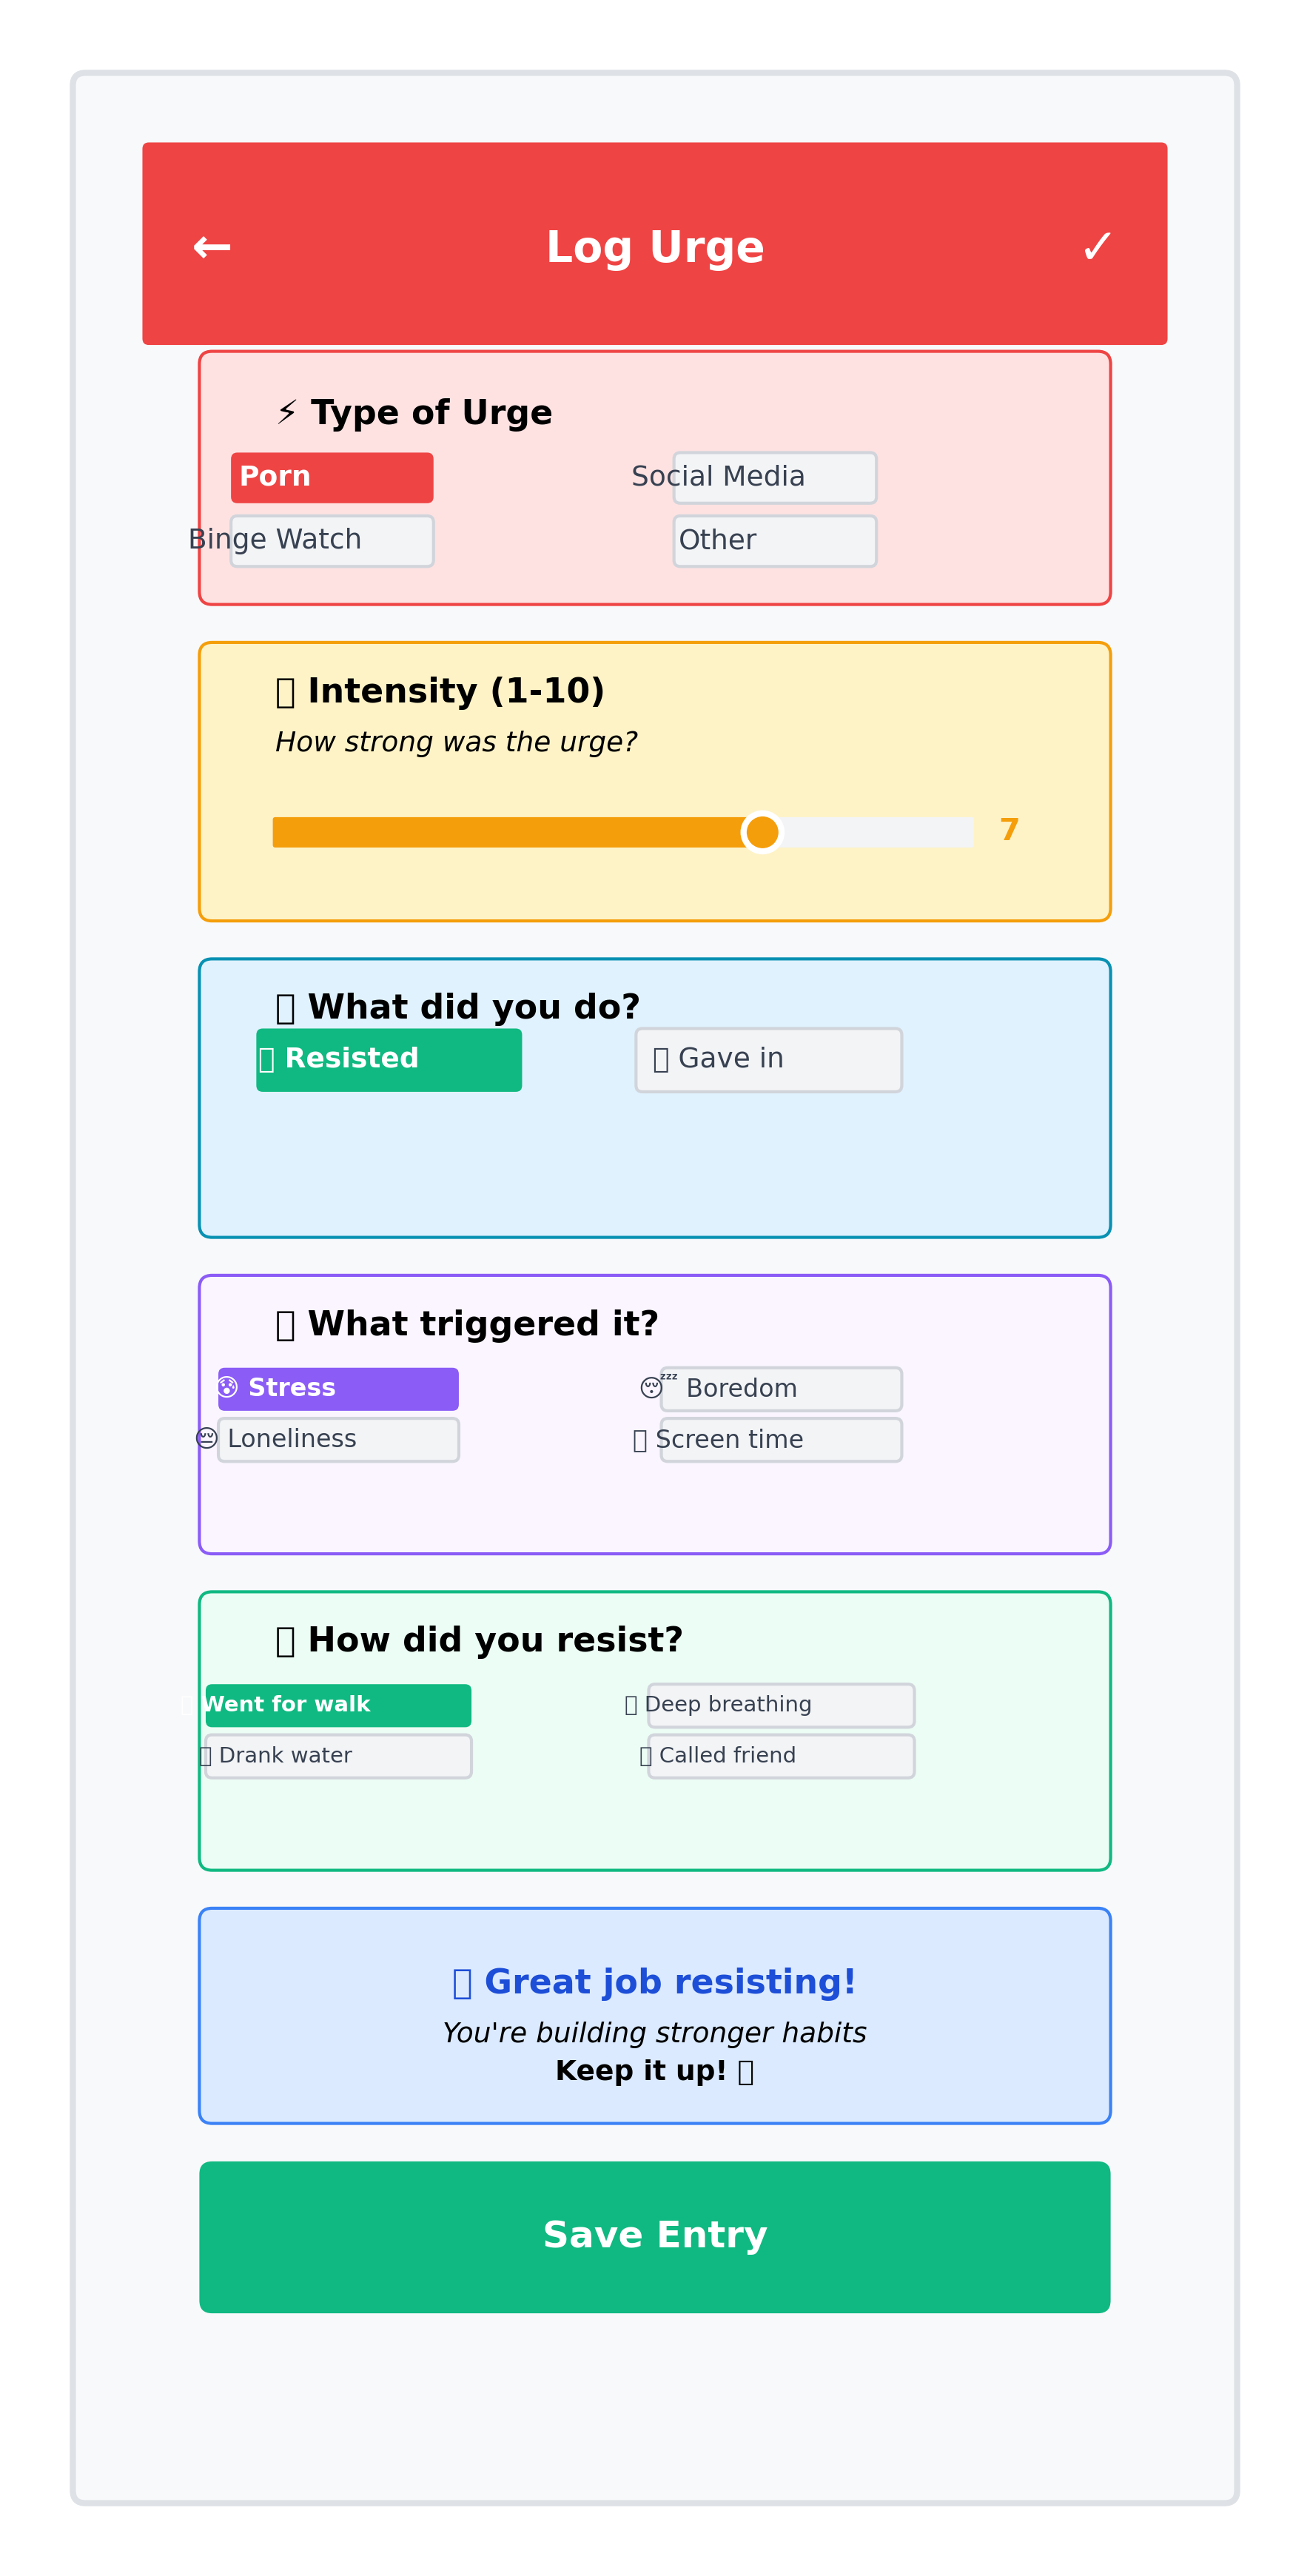 ← Log Urge ✓
⚡ Type of Urge
Porn Social Media
Binge Watch Other
Intensity (1-10)
How strong was the urge?
7
What did you do?
Resisted Gave in
What triggered it?
😰 Stress 😴 Boredom
😔 Loneliness Screen time
How did you resist?
Went for walk Deep breathing
Drank water Called friend
Great job resisting!
You're building stronger habits
Keep it up!
Save Entry